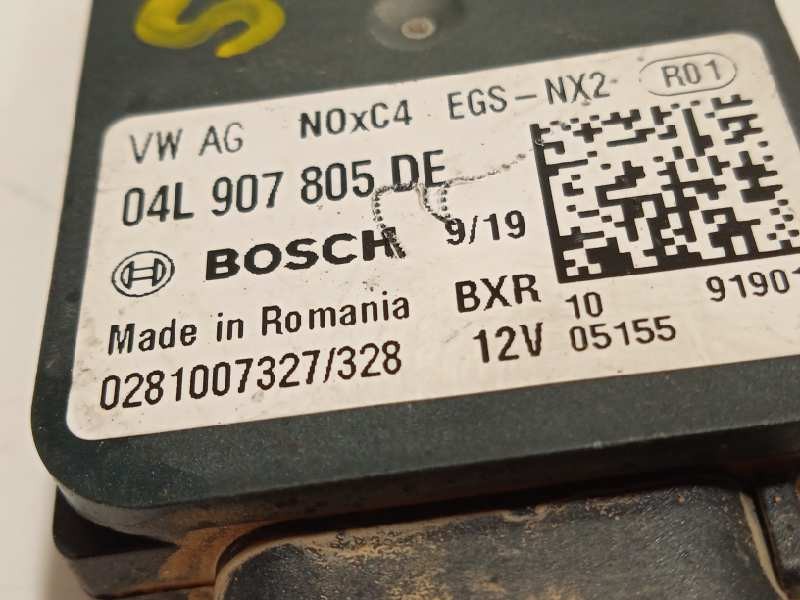 S
VW AG NOxC4 EGS-NX2 R01
04L 907 805 DE
BOSCH 9/19
Made in Romania BXR 10 91901
0281007327/328 12V 05155